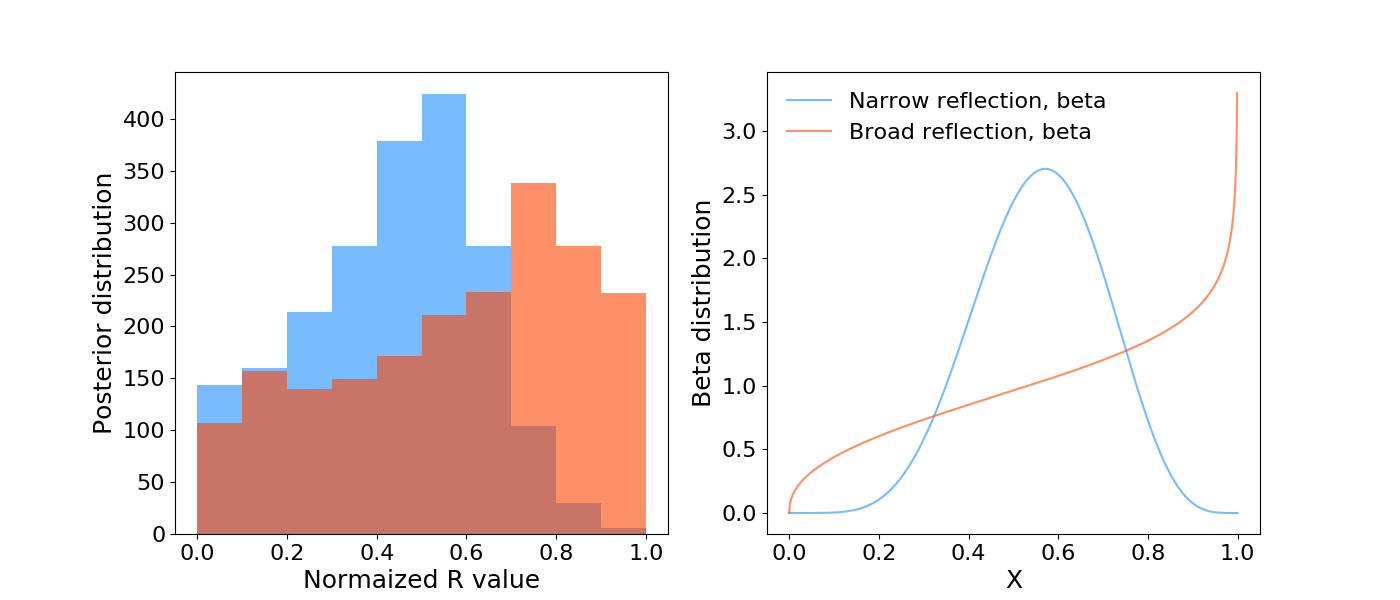 Posterior distribution
400
350
300
250
200
150
100
50
0
0.0 0.2 0.4 0.6 0.8 1.0
Normaized R value
Beta distribution
3.0
2.5
2.0
1.5
1.0
0.5
0.0
Narrow reflection, beta
Broad reflection, beta
0.0 0.2 0.4 0.6 0.8 1.0
X